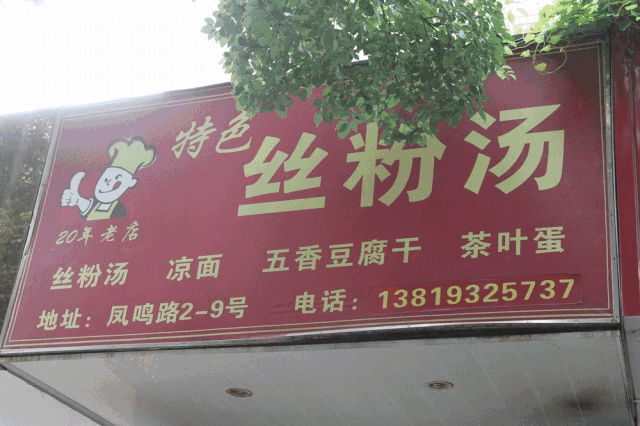 特色 丝粉汤
20年老店
丝粉汤 凉面 五香豆腐干 茶叶蛋
地址：凤鸣路2-9号 电话：13819325737